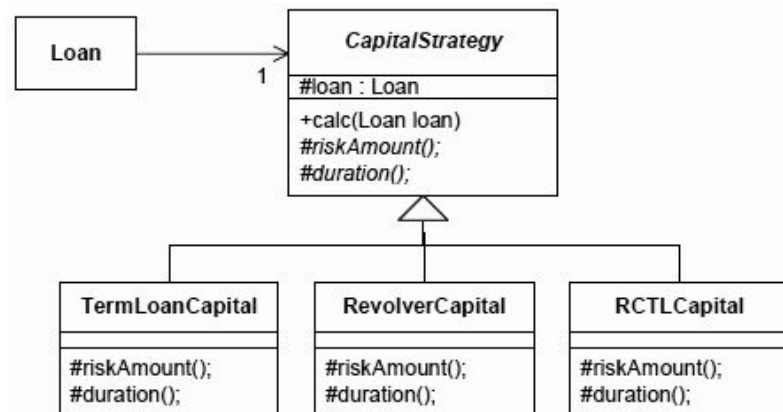 Loan
1
CapitalStrategy
#loan : Loan
+calc(Loan loan)
#riskAmount();
#duration();
TermLoanCapital
#riskAmount();
#duration();
RevolverCapital
#riskAmount();
#duration();
RCTLCapital
#riskAmount();
#duration();